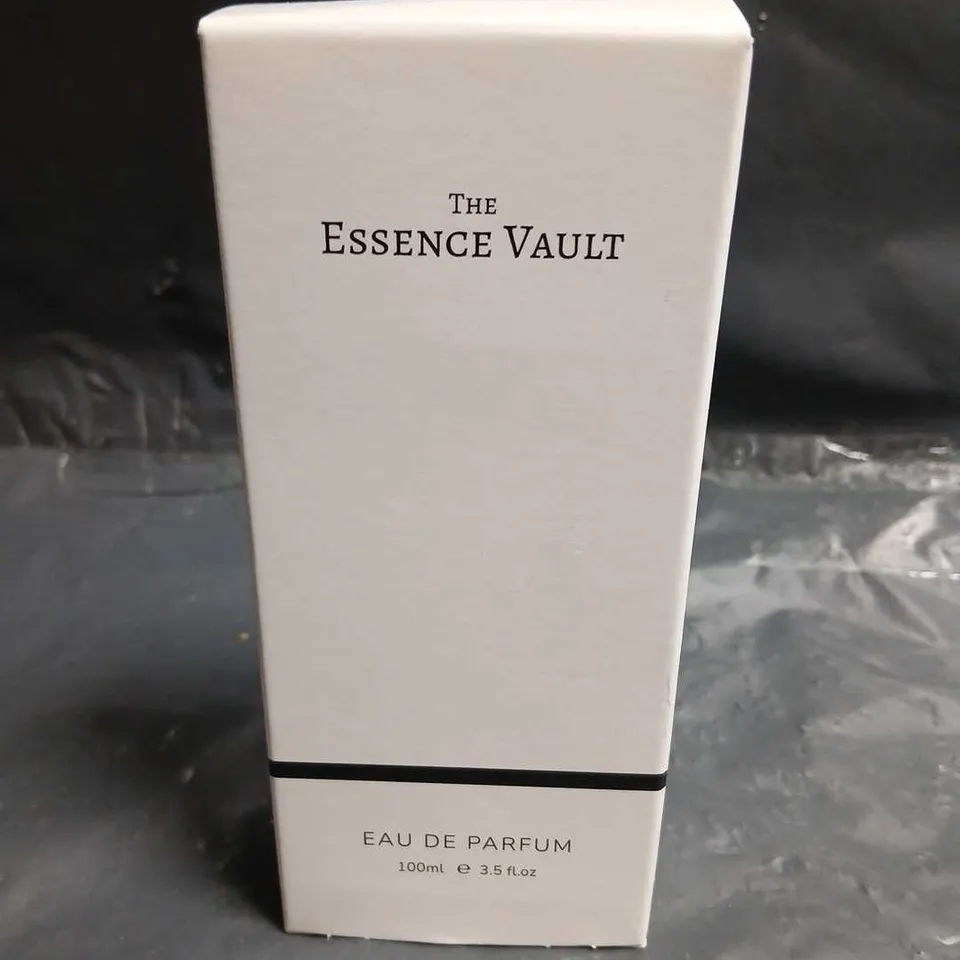 THE
ESSENCE VAULT
EAU DE PARFUM
100ml ℮ 3.5 fl.oz